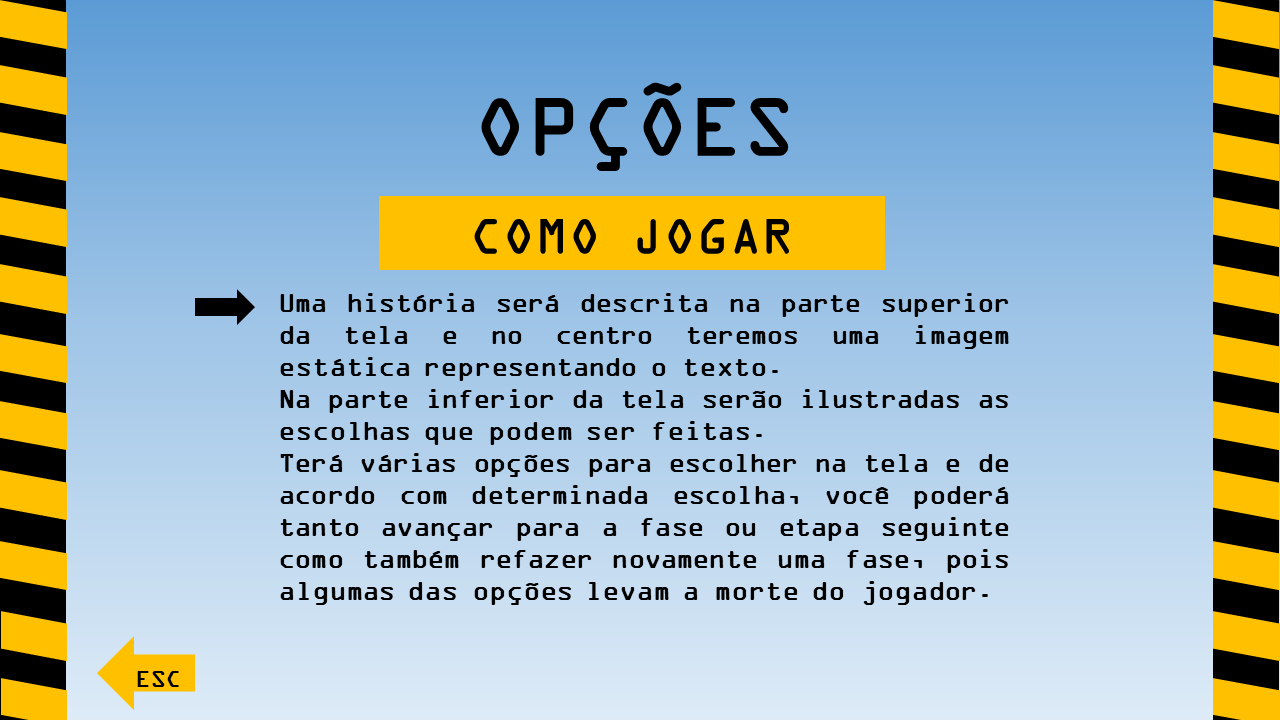 OPÇÕES
COMO JOGAR
Uma história será descrita na parte superior
da tela e no centro teremos uma imagem
estática representando o texto.
Na parte inferior da tela serão ilustradas as
escolhas que podem ser feitas.
Terá várias opções para escolher na tela e de
acordo com determinada escolha, você poderá
tanto avançar para a fase ou etapa seguinte
como também refazer novamente uma fase, pois
algumas das opções levam a morte do jogador.
ESC